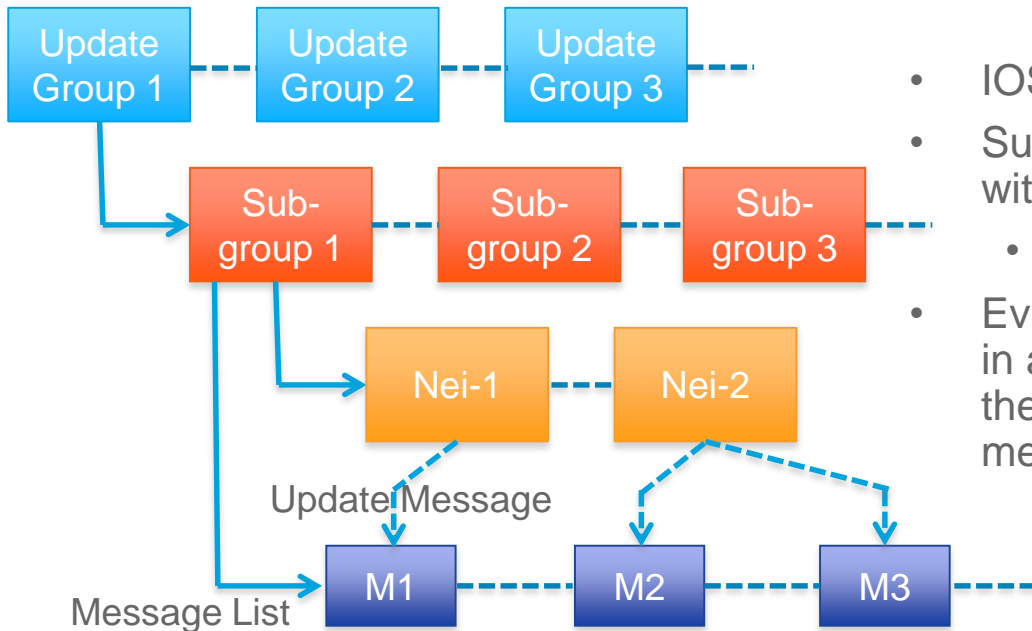 Update
Group 1
Update
Group 2
Update
Group 3
Sub-
group 1
Sub-
group 2
Sub-
group 3
Nei-1
Nei-2
Update Message
M1
M2
M3
Message List
• IOS
• Su
wit
•
• Ev
in a
the
me